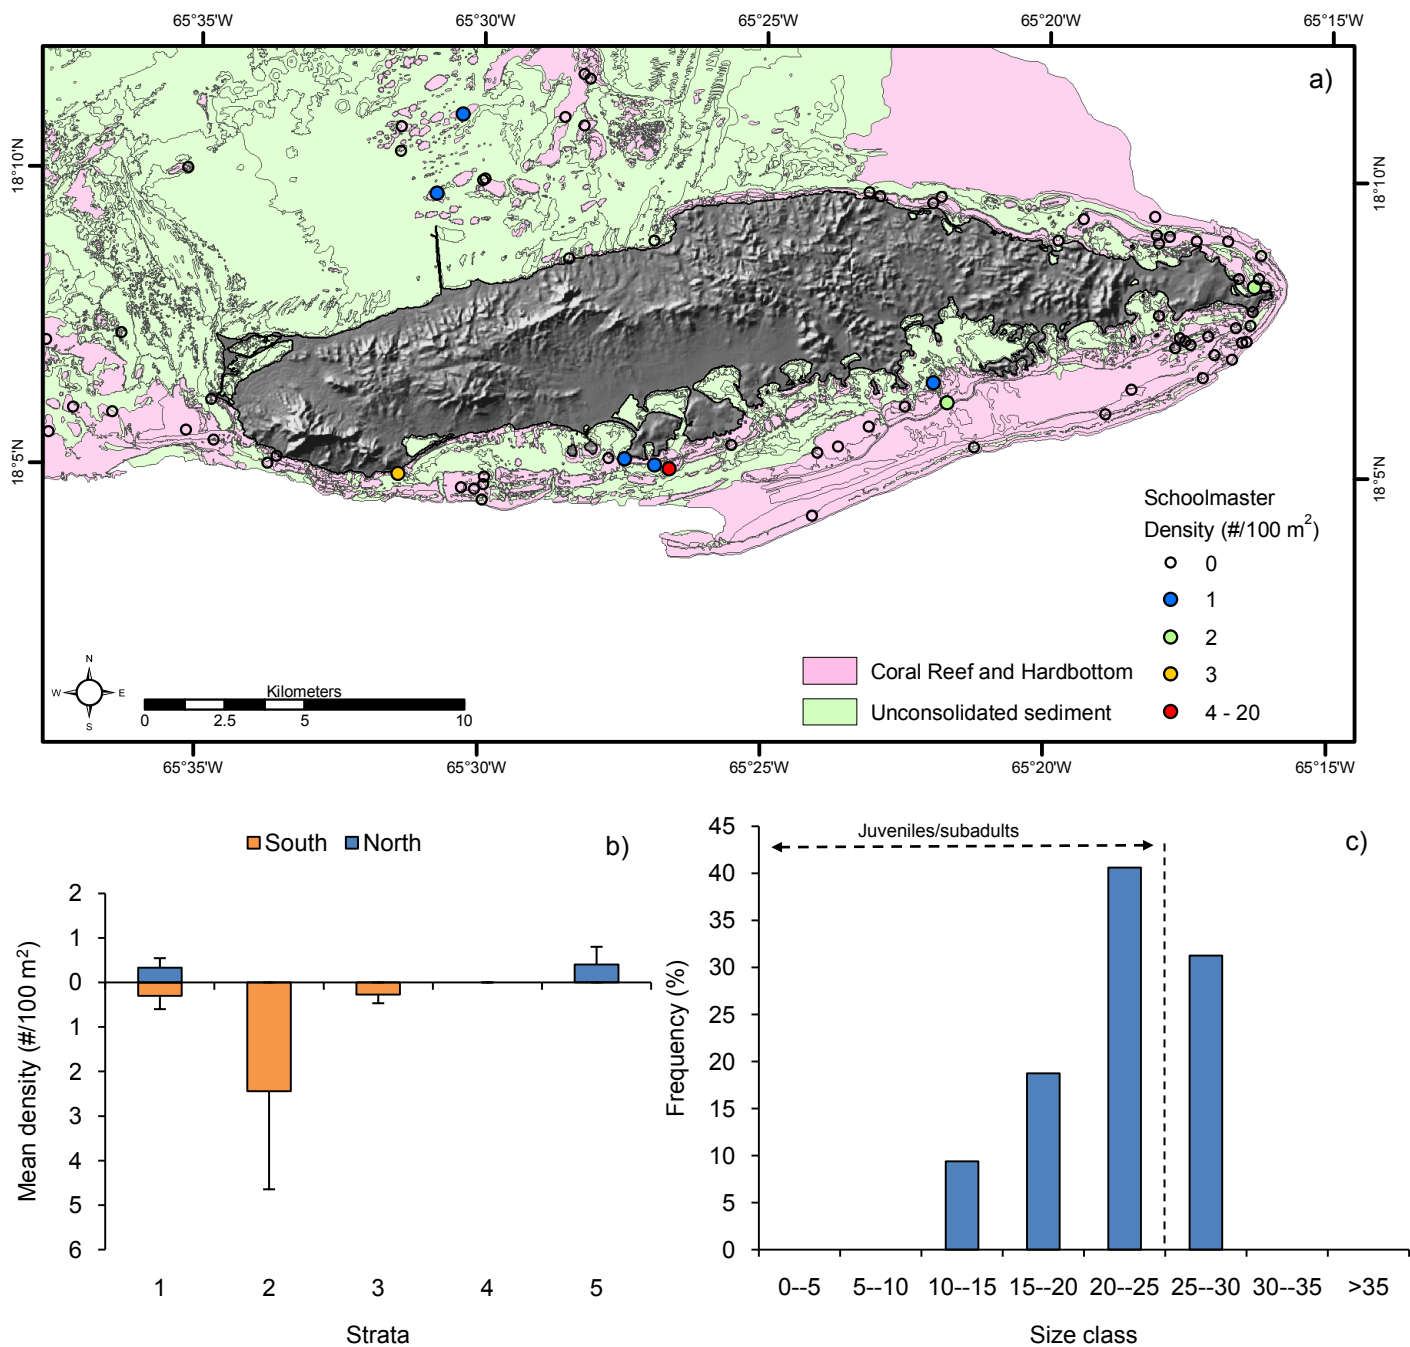 65°35'W 65°30'W 65°25'W 65°20'W 65°15'W
a)
18°10'N
18°10'N
18°5'N
18°5'N
Schoolmaster
Density (#/100 m²)
0
1
2
3
4 - 20
Coral Reef and Hardbottom
Unconsolidated sediment
N
W E
S
Kilometers
0 2.5 5 10
65°35'W 65°30'W 65°25'W 65°20'W 65°15'W
South North
b)
Mean density (#/100 m²)
2
1
0
1
2
3
4
5
6
1 2 3 4 5
Strata
c)
Juveniles/subadults
Frequency (%)
45
40
35
30
25
20
15
10
5
0
0--5 5--10 10--15 15--20 20--25 25--30 30--35 >35
Size class